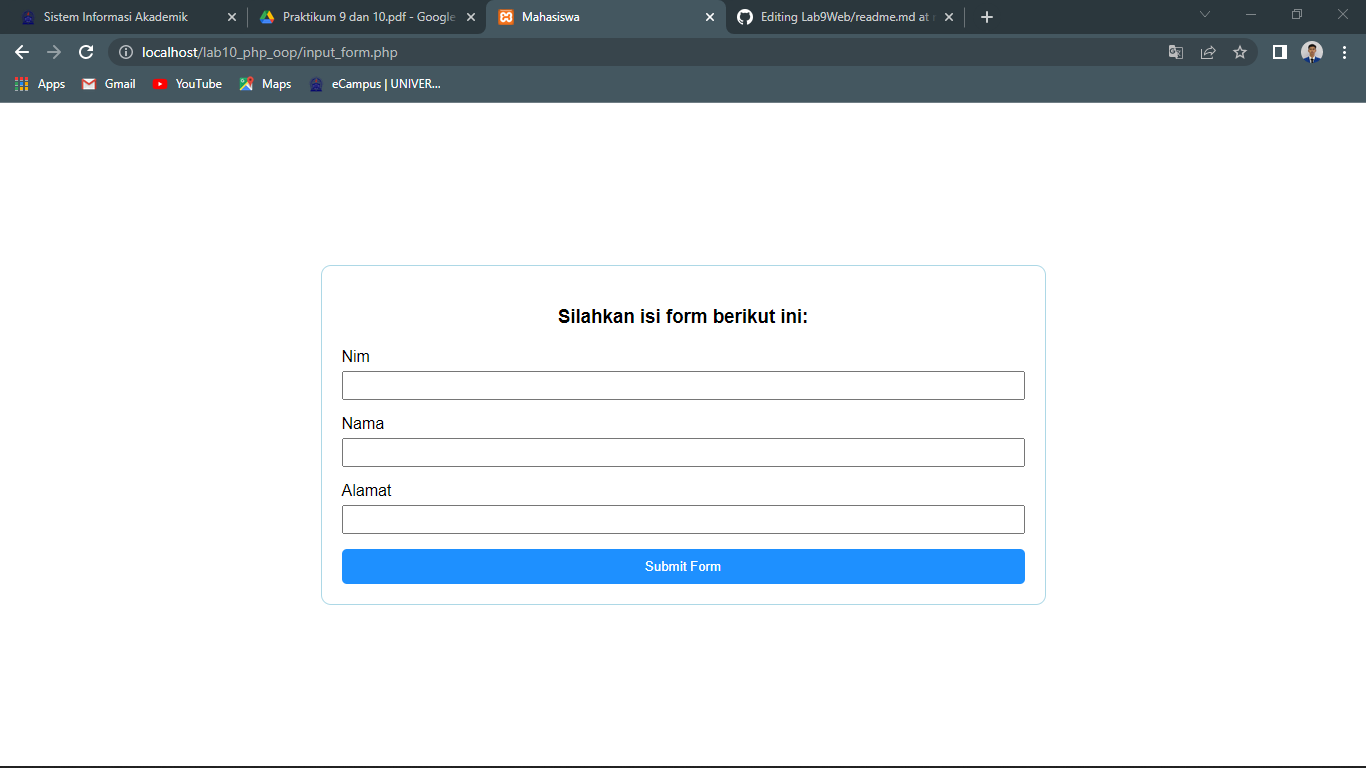 Sistem Informasi Akademik
Praktikum 9 dan 10.pdf - Google
Mahasiswa
Editing Lab9Web/readme.md at
localhost/lab10_php_oop/input_form.php
Apps
Gmail
YouTube
Maps
eCampus | UNIVER...
Silahkan isi form berikut ini:
Nim
Nama
Alamat
Submit Form